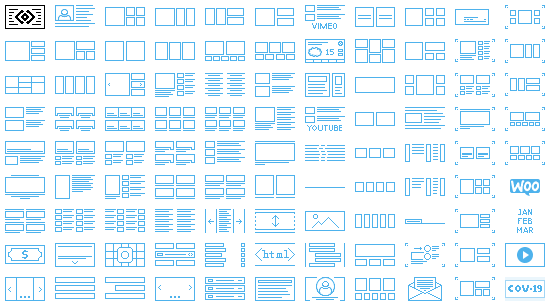 VIMEO
15
YOUTUBE
WOO
JAN
FEB
MAR
$
<html>
COV-19